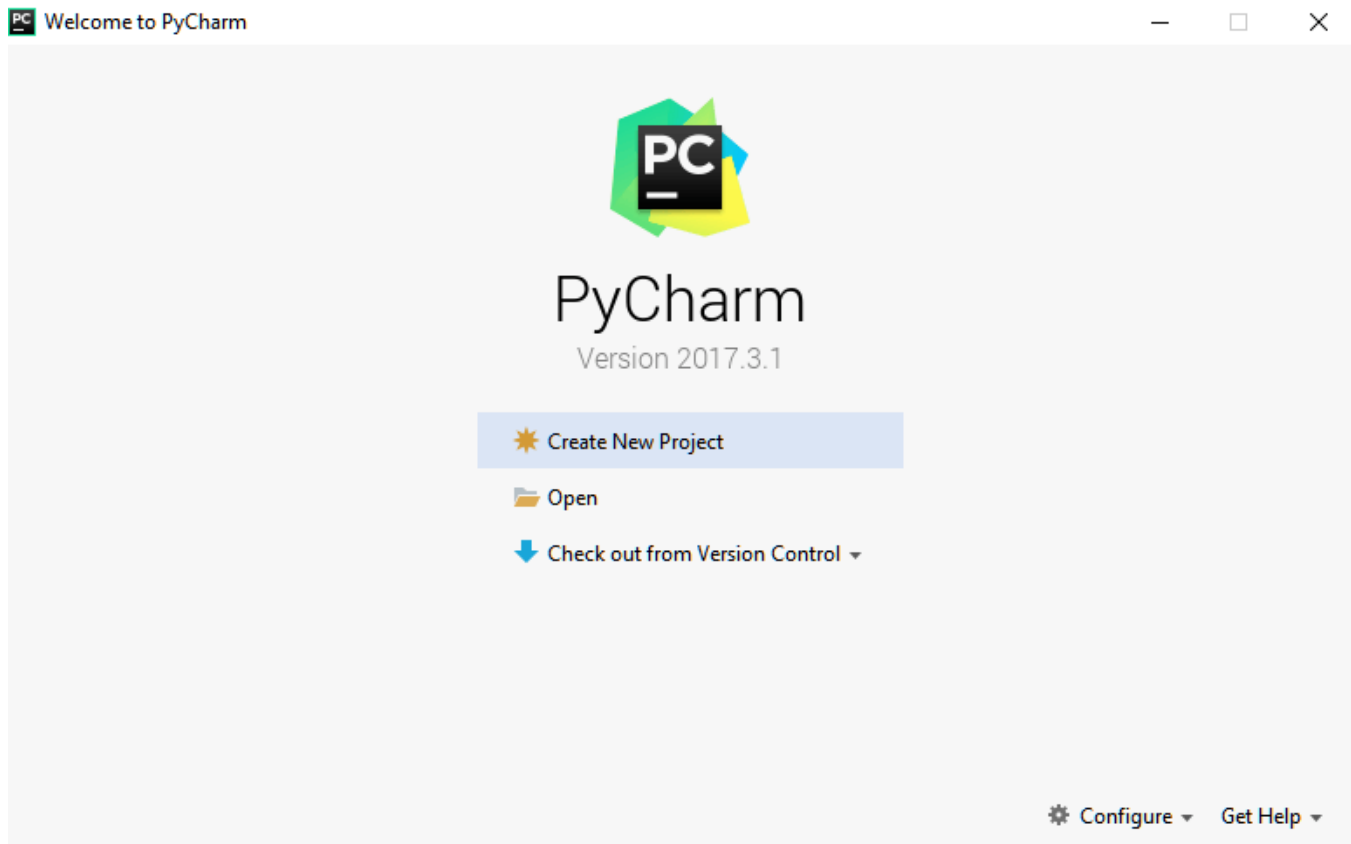 PC Welcome to PyCharm
PC
PyCharm
Version 2017.3.1
Create New Project
Open
Check out from Version Control
Configure Get Help